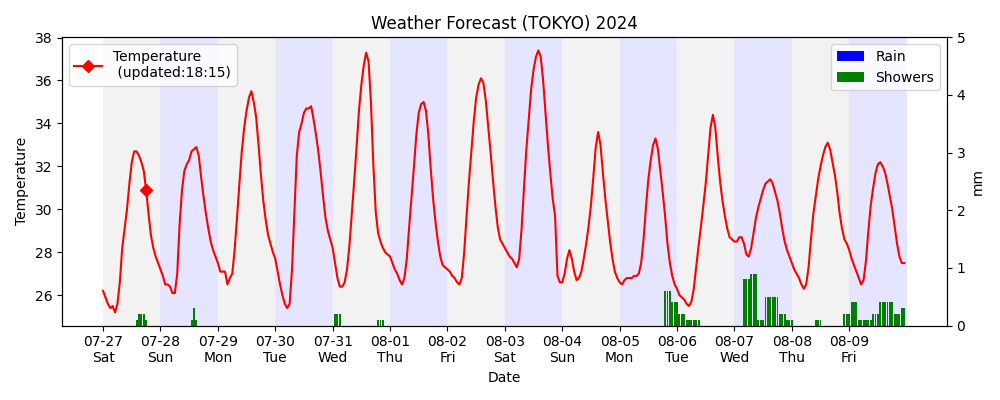 Weather Forecast (TOKYO) 2024
Temperature
(updated:18:15)
Rain
Showers
Temperature
38
36
34
32
30
28
26
mm
5
4
3
2
1
0
07-27 07-28 07-29 07-30 07-31 08-01 08-02 08-03 08-04 08-05 08-06 08-07 08-08 08-09
Sat Sun Mon Tue Wed Thu Fri Sat Sun Mon Tue Wed Thu Fri
Date